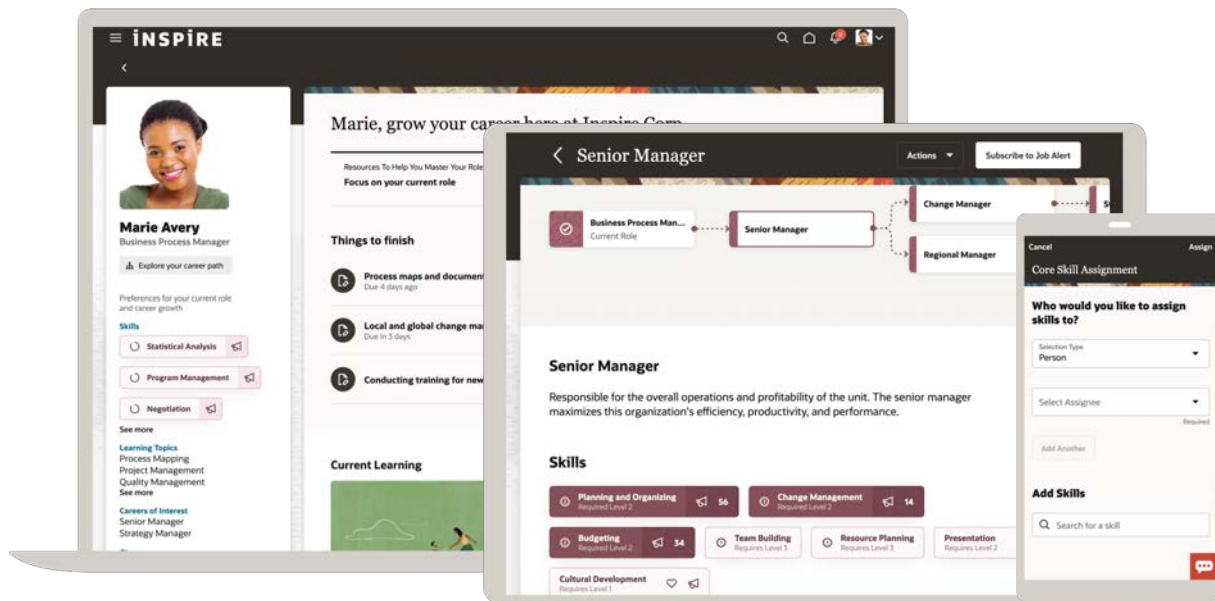 iNSPiRE
Marie, grow your career here at Inspire Corp
Marie Avery
Business Process Manager
Explore your career path
Preferences for your current role
and career growth
Skills
Statistical Analysis
Program Management
Negotiation
See more
Learning Topics
Process Mapping
Project Management
Quality Management
See more
Careers of Interest
Senior Manager
Strategy Manager
Resources To Help You Master Your Role
Focus on your current role
Things to finish
Process maps and document
Due 4 days ago
Local and global change ma
Due in 3 days
Conducting training for new
Current Learning
Senior Manager
Actions
Subscribe to Job Alert
Business Process Man...
Current Role
Senior Manager
Change Manager
Regional Manager
Senior Manager
Responsible for the overall operations and profitability of the unit. The senior manager
maximizes this organization's efficiency, productivity, and performance.
Skills
Planning and Organizing 56
Required Level 2
Change Management 14
Required Level 2
Budgeting 34
Required Level 2
Team Building
Requires Level 3
Resource Planning
Requires Level 3
Presentation
Requires Level 2
Cultural Development
Requires Level 1
Cancel
Assign
Core Skill Assignment
Who would you like to assign
skills to?
Selection Type
Person
Select Assignee
Required
Add Another
Add Skills
Search for a skill